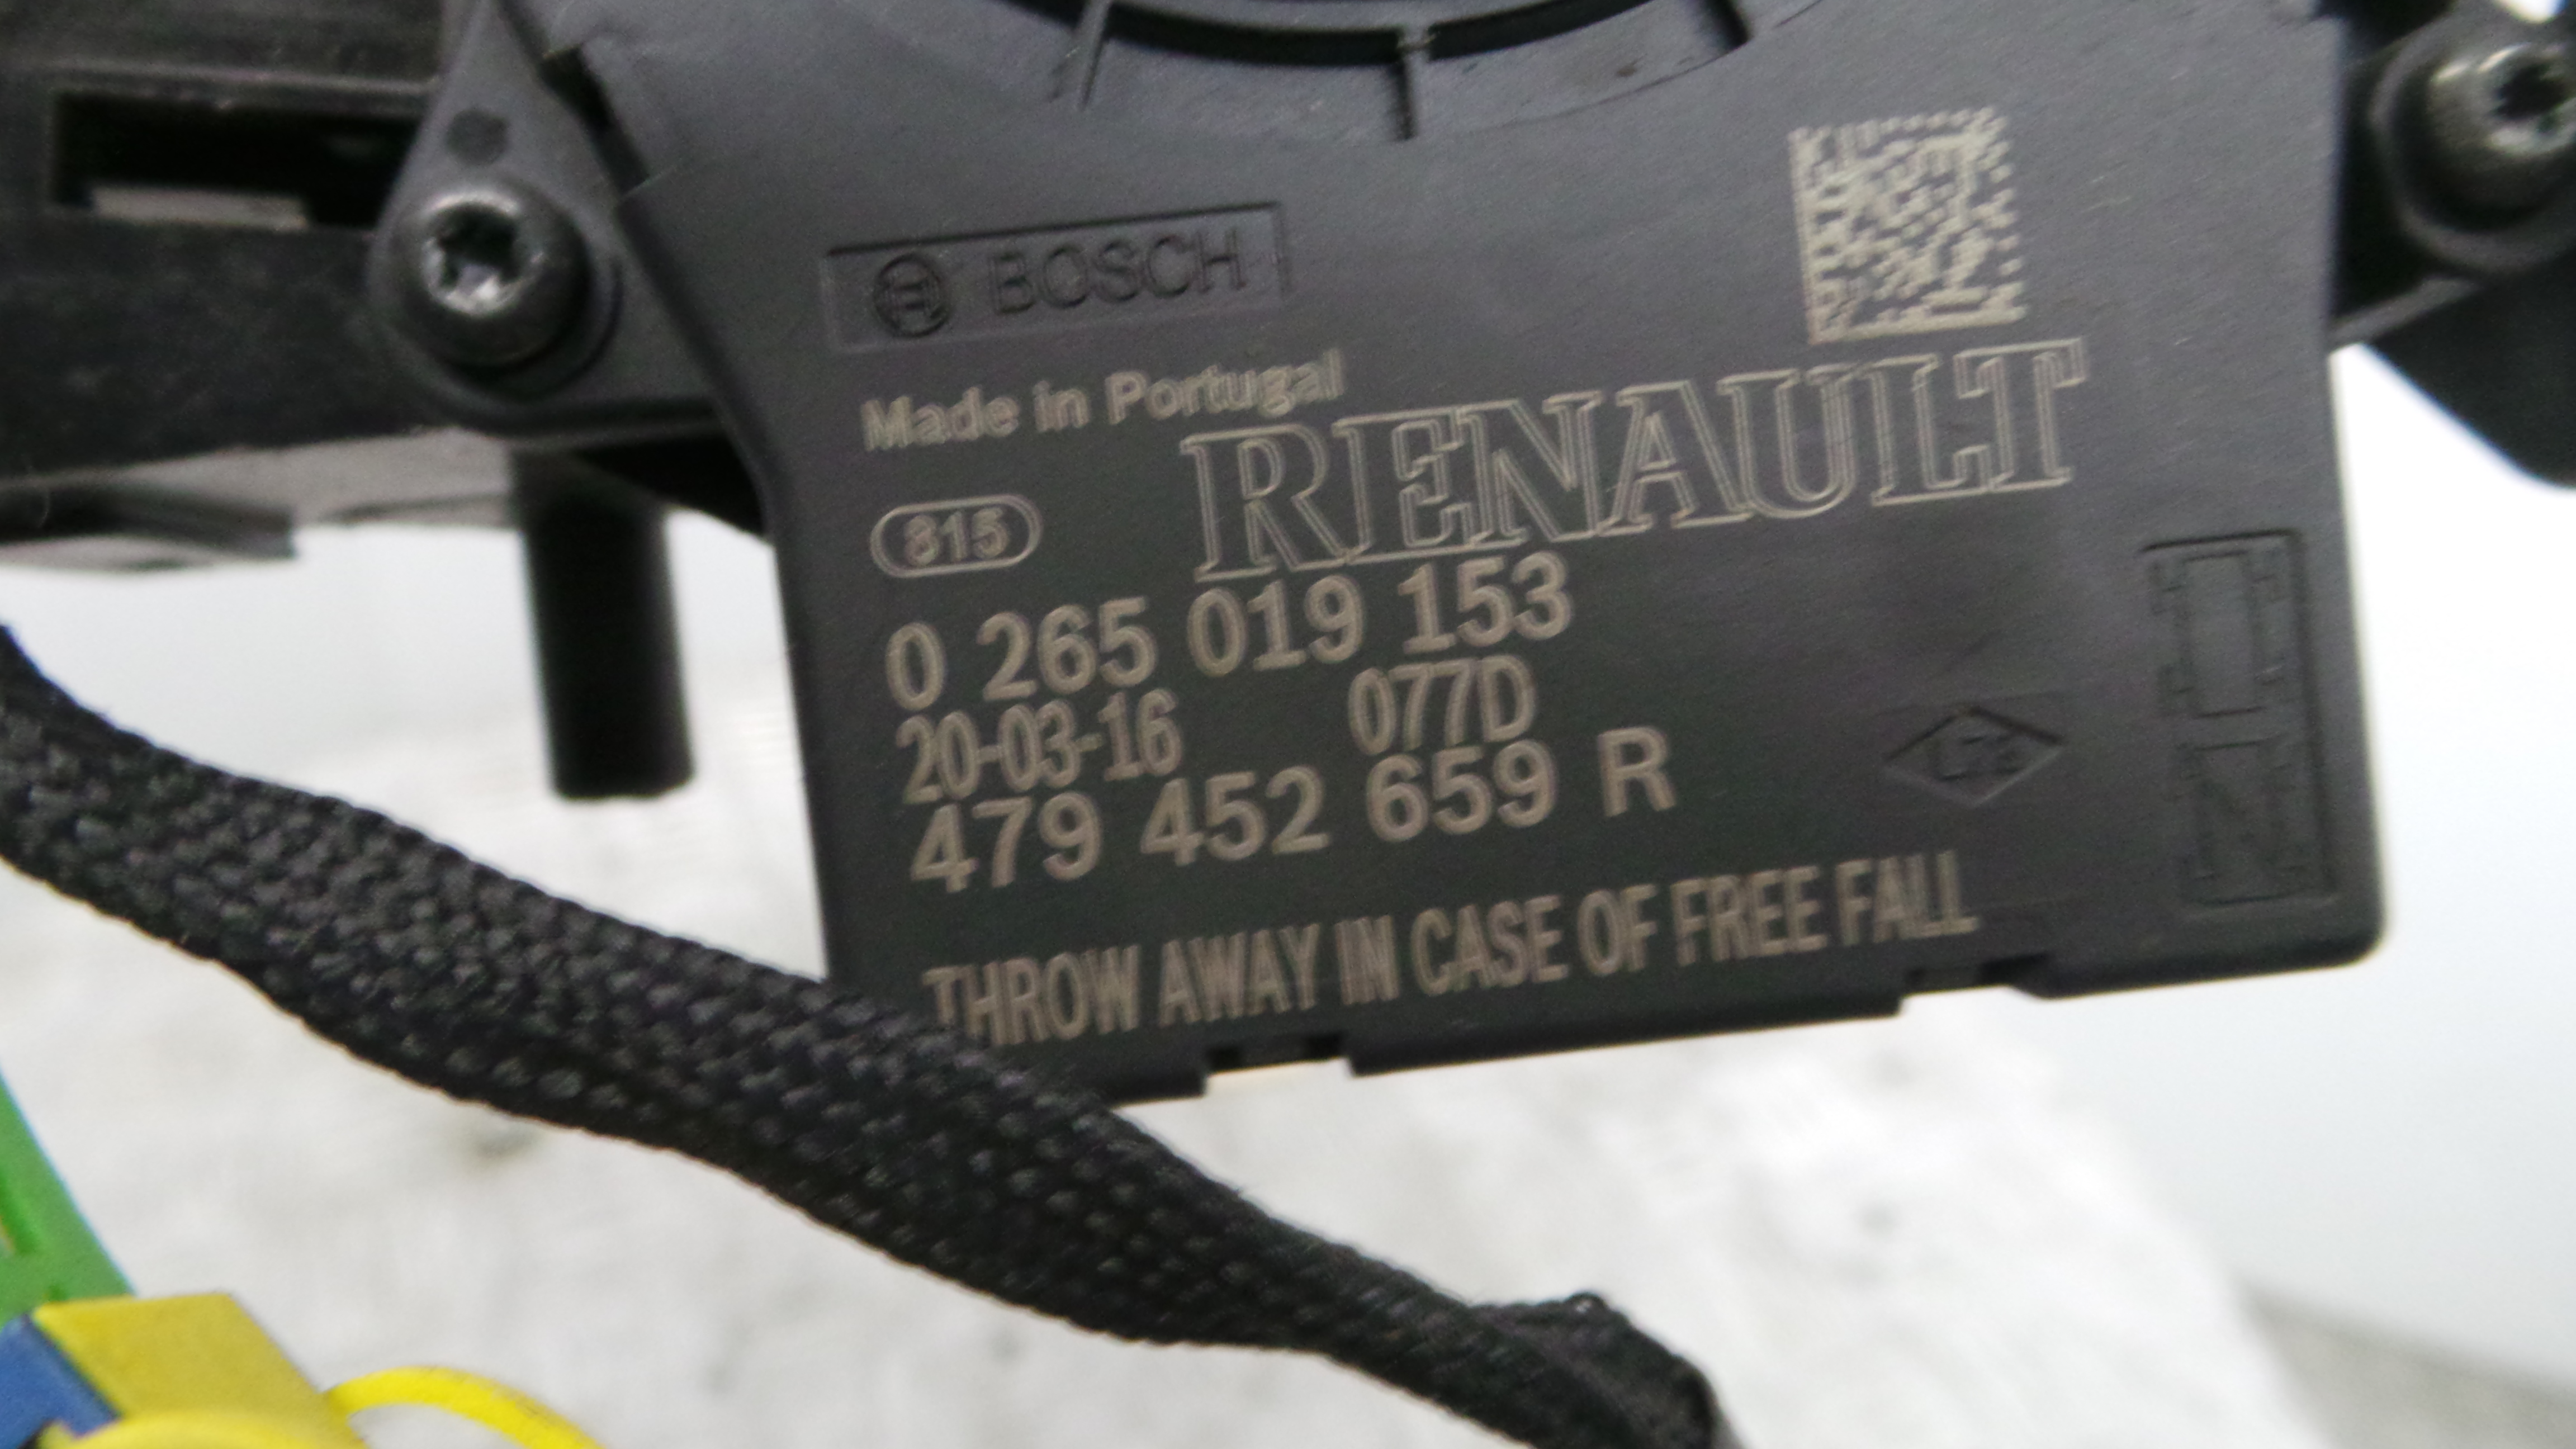 BOSCH
Made in Portugal
RENAULT
815
0 265 019 153
20-03-16 077D
479 452 659 R
THROW AWAY IN CASE OF FREE FALL